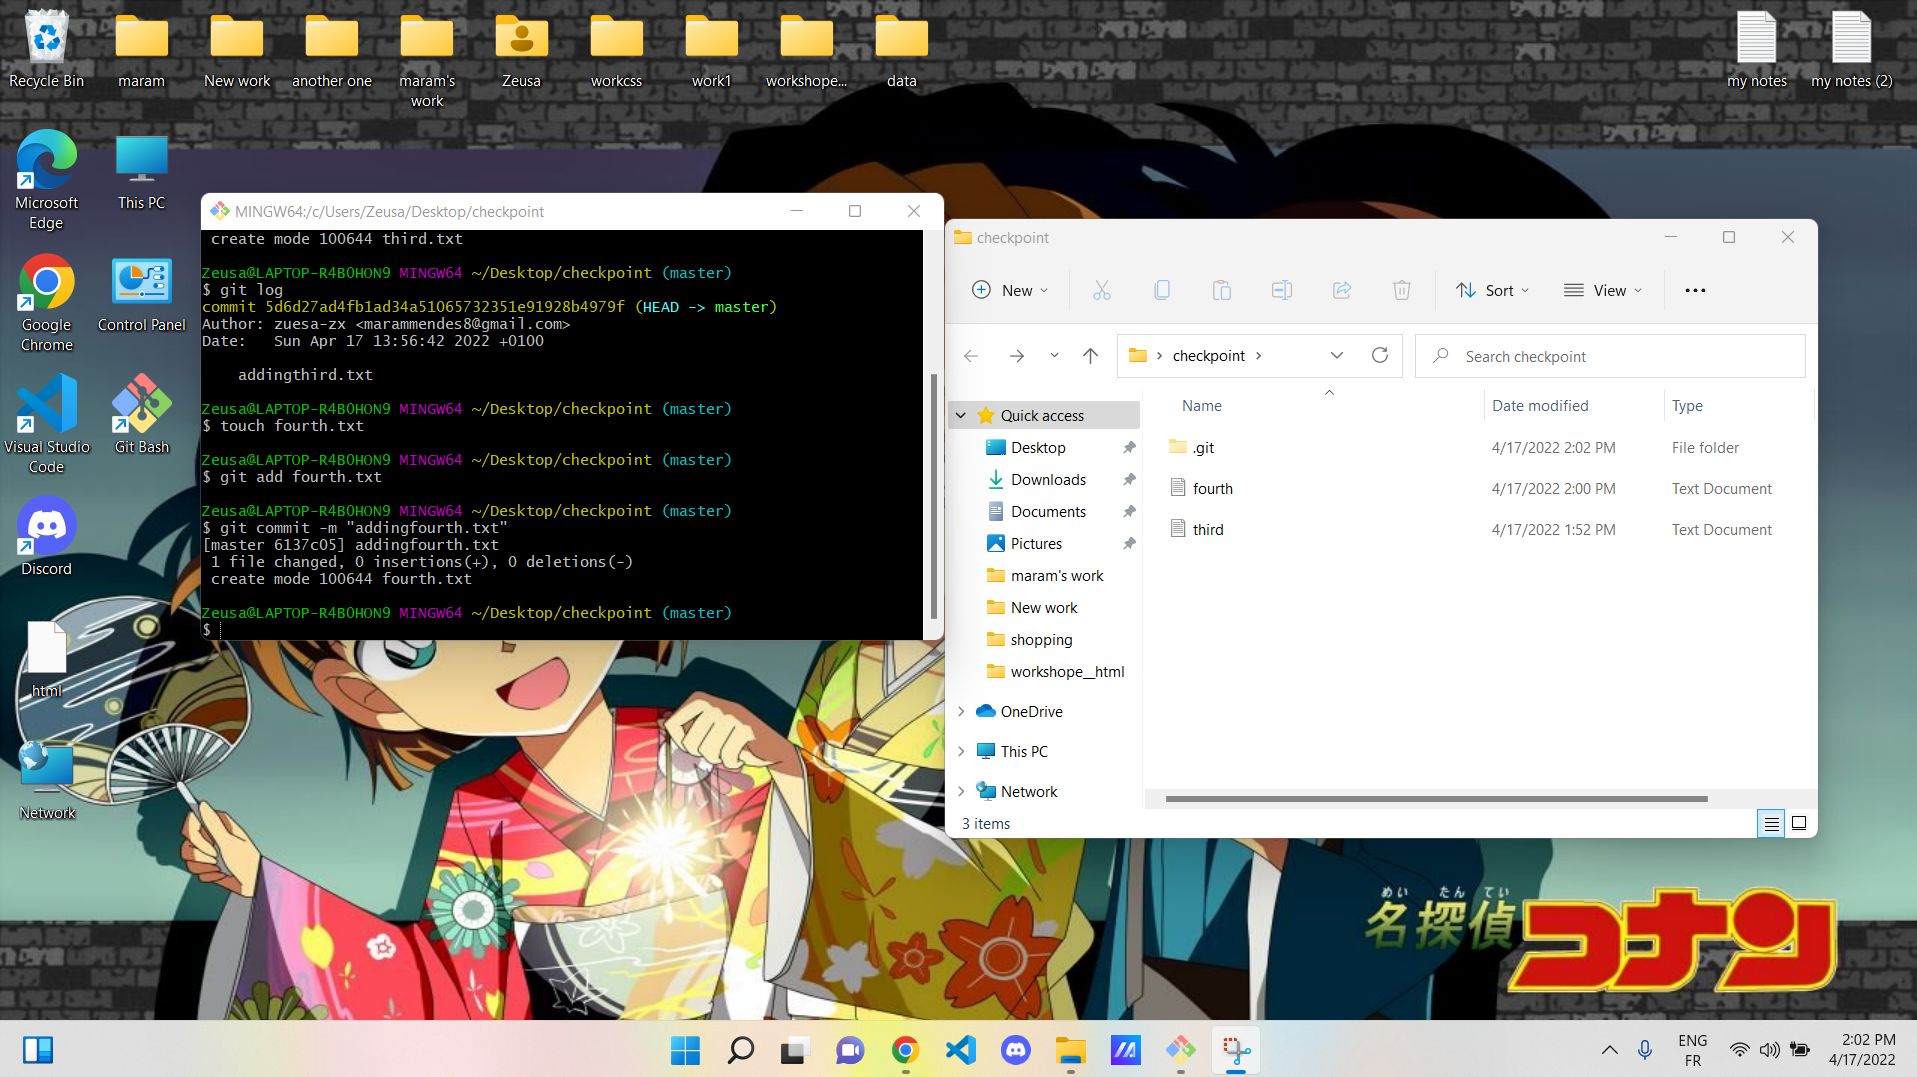 Recycle Bin
maram
New work
another one
maram's
work
Zeusa
workcss
work1
workshope...
data
my notes
my notes (2)
Microsoft
Edge
This PC
Google
Chrome
Control Panel
Visual Studio
Code
Git Bash
Discord
html
Network
MINGW64:/c/Users/Zeusa/Desktop/checkpoint
create mode 100644 third.txt
Zeusa@LAPTOP-R4B0HON9 MINGW64 ~/Desktop/checkpoint (master)
$ git log
commit 5d6d27ad4fb1ad34a51065732351e91928b4979f (HEAD -> master)
Author: zuesa-zx <marammendes8@gmail.com>
Date:   Sun Apr 17 13:56:42 2022 +0100
addingthird.txt
Zeusa@LAPTOP-R4B0HON9 MINGW64 ~/Desktop/checkpoint (master)
$ touch fourth.txt
Zeusa@LAPTOP-R4B0HON9 MINGW64 ~/Desktop/checkpoint (master)
$ git add fourth.txt
Zeusa@LAPTOP-R4B0HON9 MINGW64 ~/Desktop/checkpoint (master)
$ git commit -m "addingfourth.txt"
[master 6137c05] addingfourth.txt
1 file changed, 0 insertions(+), 0 deletions(-)
create mode 100644 fourth.txt
Zeusa@LAPTOP-R4B0HON9 MINGW64 ~/Desktop/checkpoint (master)
$
checkpoint
New
Sort
View
checkpoint
Search checkpoint
Name
Date modified
Type
.git
4/17/2022 2:02 PM
File folder
fourth
4/17/2022 2:00 PM
Text Document
third
4/17/2022 1:52 PM
Text Document
Quick access
Desktop
Downloads
Documents
Pictures
maram's work
New work
shopping
workshope__html
OneDrive
This PC
Network
3 items
めい たん てい
名探偵コナン
ENG
FR
2:02 PM
4/17/2022